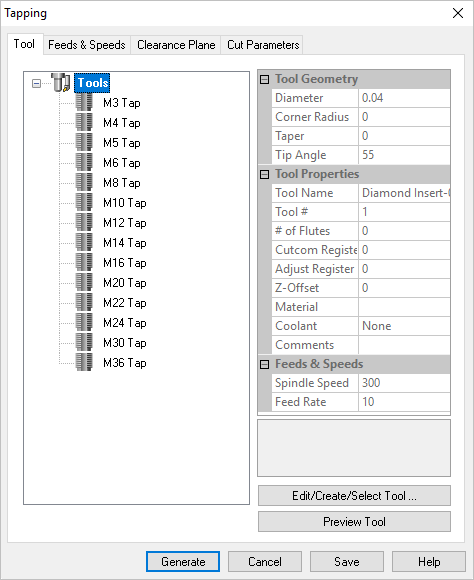 Tapping
Tool Feeds & Speeds Clearance Plane Cut Parameters
Tools
M3 Tap
M4 Tap
M5 Tap
M6 Tap
M8 Tap
M10 Tap
M12 Tap
M14 Tap
M16 Tap
M20 Tap
M22 Tap
M24 Tap
M30 Tap
M36 Tap
Tool Geometry
Diameter 0.04
Corner Radius 0
Taper 0
Tip Angle 55
Tool Properties
Tool Name Diamond Insert-0
Tool # 1
# of Flutes 0
Cutcom Registe 0
Adjust Register 0
Z-Offset 0
Material
Coolant None
Comments
Feeds & Speeds
Spindle Speed 300
Feed Rate 10
Edit/Create/Select Tool ...
Preview Tool
Generate Cancel Save Help